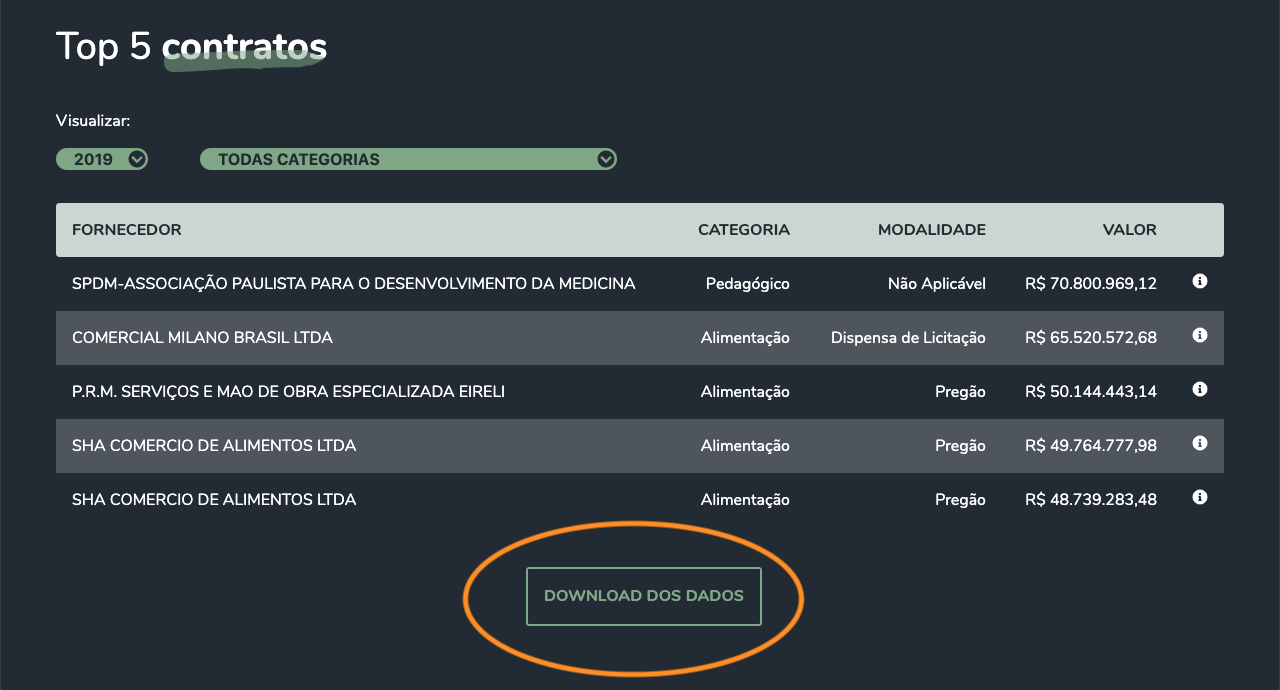 Top 5 contratos
Visualizar:
2019 TODAS CATEGORIAS
FORNECEDOR CATEGORIA MODALIDADE VALOR
SPDM-ASSOCIAÇÃO PAULISTA PARA O DESENVOLVIMENTO DA MEDICINA Pedagógico Não Aplicável R$ 70.800.969,12
COMERCIAL MILANO BRASIL LTDA Alimentação Dispensa de Licitação R$ 65.520.572,68
P.R.M. SERVIÇOS E MAO DE OBRA ESPECIALIZADA EIRELI Alimentação Pregão R$ 50.144.443,14
SHA COMERCIO DE ALIMENTOS LTDA Alimentação Pregão R$ 49.764.777,98
SHA COMERCIO DE ALIMENTOS LTDA Alimentação Pregão R$ 48.739.283,48
DOWNLOAD DOS DADOS